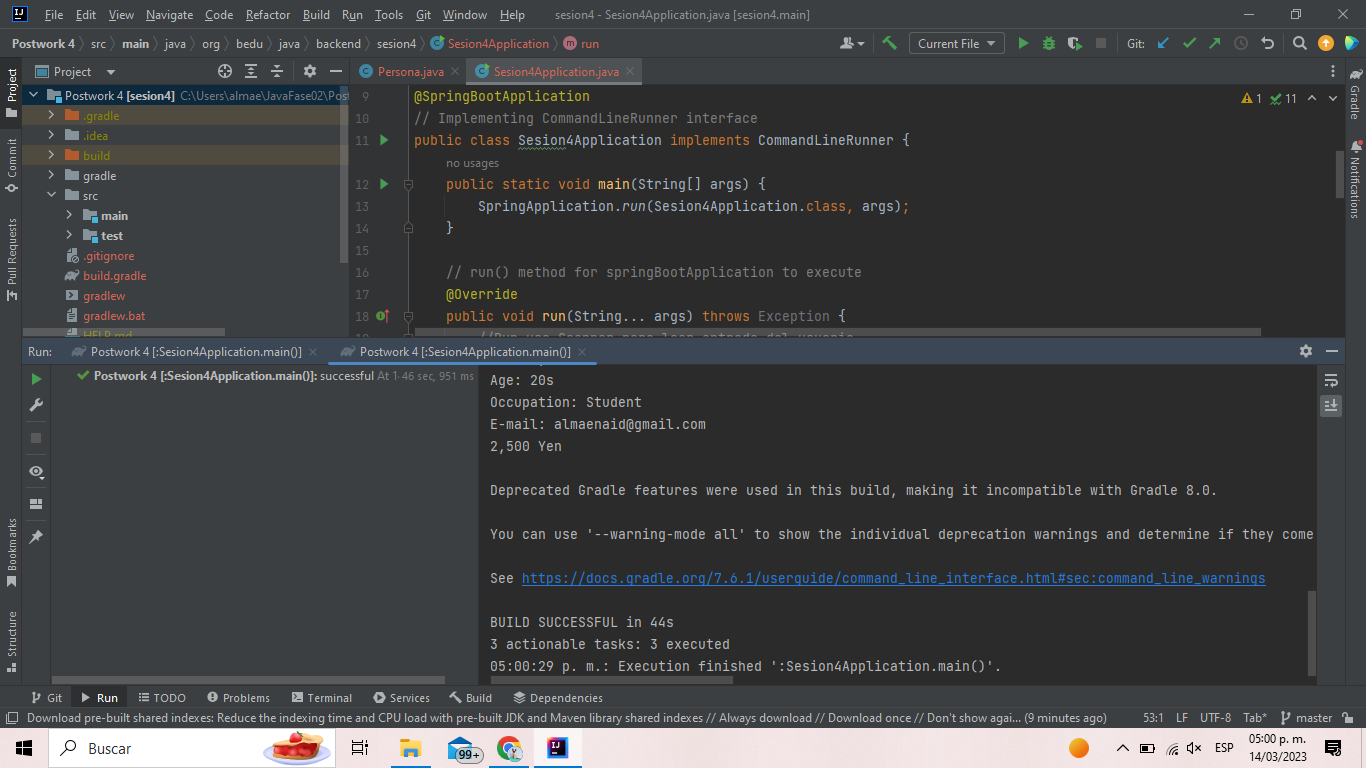 File Edit View Navigate Code Refactor Build Run Tools Git Window Help sesion4 - Sesion4Application.java [sesion4.main]
Postwork 4 src main java org bedu java backend sesion4 Sesion4Application run Current File Git:
Project
Persona.java Sesion4Application.java
Postwork 4 [sesion4] C:\Users\almae\JavaFase02\Post
.gradle
.idea
build
gradle
src
main
test
.gitignore
build.gradle
gradlew
gradlew.bat
HELP.md
Project
Commit
Pull Requests
Bookmarks
Structure
9 @SpringBootApplication
10 // Implementing CommandLineRunner interface
11 public class Sesion4Application implements CommandLineRunner {
no usages
12 public static void main(String[] args) {
13 SpringApplication.run(Sesion4Application.class, args);
14 }
15
16 // run() method for springBootApplication to execute
17 @Override
18 public void run(String... args) throws Exception {
1 11
Gradle
Notifications
Run: Postwork 4 [:Sesion4Application.main()] Postwork 4 [:Sesion4Application.main()]
Postwork 4 [:Sesion4Application.main()]: successful At 1 46 sec, 951 ms
Age: 20s
Occupation: Student
E-mail: almaenaid@gmail.com
2,500 Yen
Deprecated Gradle features were used in this build, making it incompatible with Gradle 8.0.
You can use '--warning-mode all' to show the individual deprecation warnings and determine if they come
See https://docs.gradle.org/7.6.1/userguide/command_line_interface.html#sec:command_line_warnings
BUILD SUCCESSFUL in 44s
3 actionable tasks: 3 executed
05:00:29 p. m.: Execution finished ':Sesion4Application.main()'.
Git Run TODO Problems Terminal Services Build Dependencies
Download pre-built shared indexes: Reduce the indexing time and CPU load with pre-built JDK and Maven library shared indexes // Always download // Download once // Don't show agai... (9 minutes ago) 53:1 LF UTF-8 Tab* master
Buscar 99+ ESP 05:00 p. m.
14/03/2023